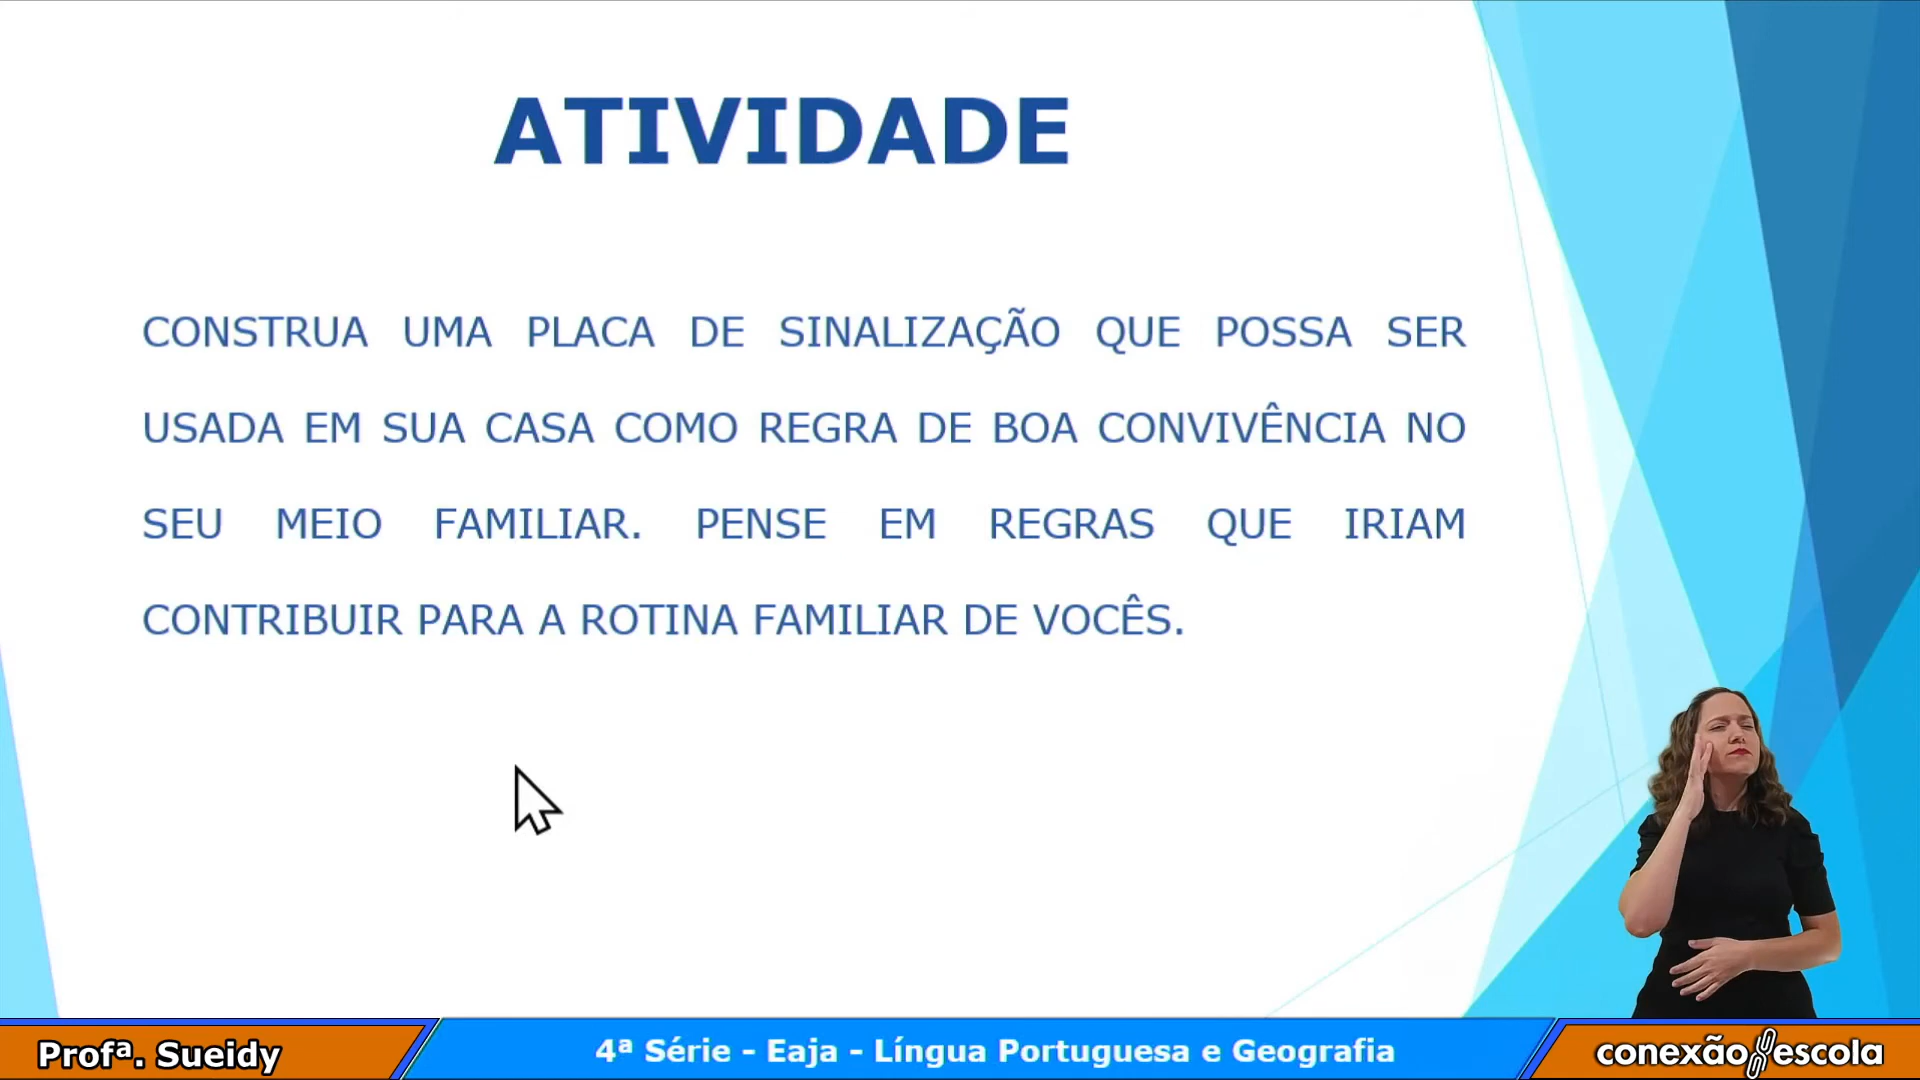 ATIVIDADE
CONSTRUA UMA PLACA DE SINALIZAÇÃO QUE POSSA SER
USADA EM SUA CASA COMO REGRA DE BOA CONVIVÊNCIA NO
SEU MEIO FAMILIAR. PENSE EM REGRAS QUE IRIAM
CONTRIBUIR PARA A ROTINA FAMILIAR DE VOCÊS.
Profª. Sueidy
4ª Série - Eaja - Língua Portuguesa e Geografia
conexão escola